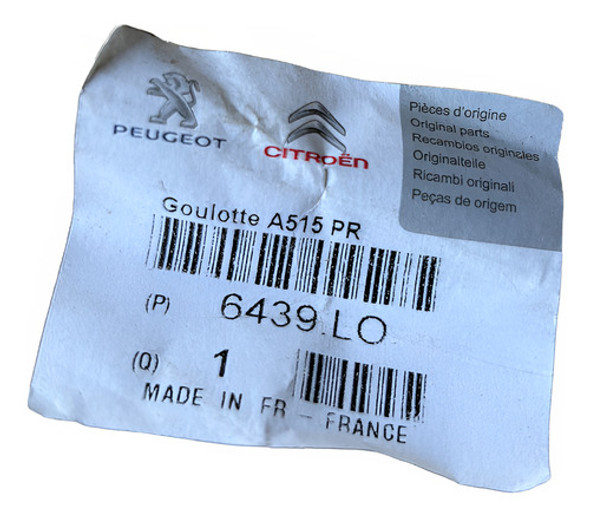 PEUGEOT
CITROËN
Pièces d'origine
Original parts
Recambios originales
Originalteile
Ricambi originali
Peças de origem
Goulotte A515 PR
(P) 6439.LO
(Q) 1
MADE IN FR - FRANCE